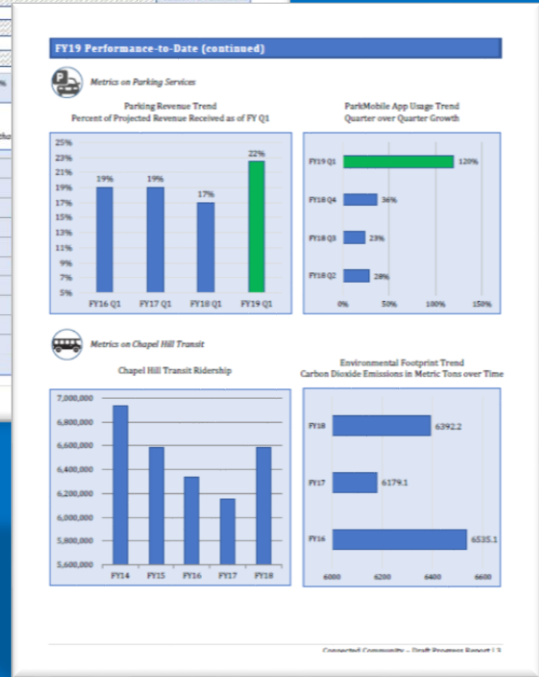 FY19 Performance-to-Date (continued)
Metrics on Parking Services
Parking Revenue Trend
Percent of Projected Revenue Received as of FY Q1
25%
23%
21%
19%
17%
15%
13%
11%
9%
7%
5%
19%
19%
17%
22%
FY16 Q1 FY17 Q1 FY18 Q1 FY19 Q1
ParkMobile App Usage Trend
Quarter over Quarter Growth
FY19 Q1 120%
FY18 Q4 36%
FY18 Q3 23%
FY18 Q2 28%
0% 50% 100% 150%
Metrics on Chapel Hill Transit
Chapel Hill Transit Ridership
7,000,000
6,800,000
6,600,000
6,400,000
6,200,000
6,000,000
5,800,000
5,600,000
FY14 FY15 FY16 FY17 FY18
Environmental Footprint Trend
Carbon Dioxide Emissions in Metric Tons over Time
FY18 6392.2
FY17 6179.1
FY16 6535.1
6000 6200 6400 6600
Connected Community – Draft Progress Report | 3